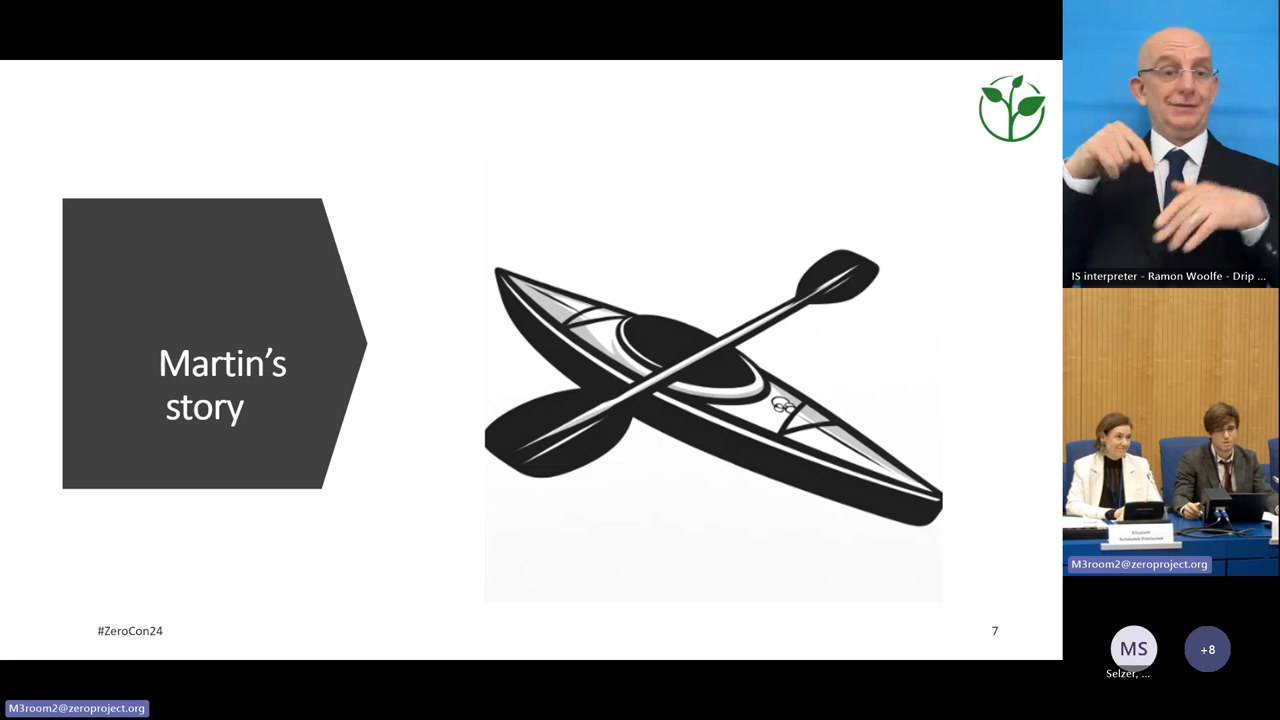 Martin's
story
#ZeroCon24
7
IS interpreter - Ramon Woolfe - Drip ...
M3room2@zeroproject.org
MS
+8
Selzer, ...
M3room2@zeroproject.org